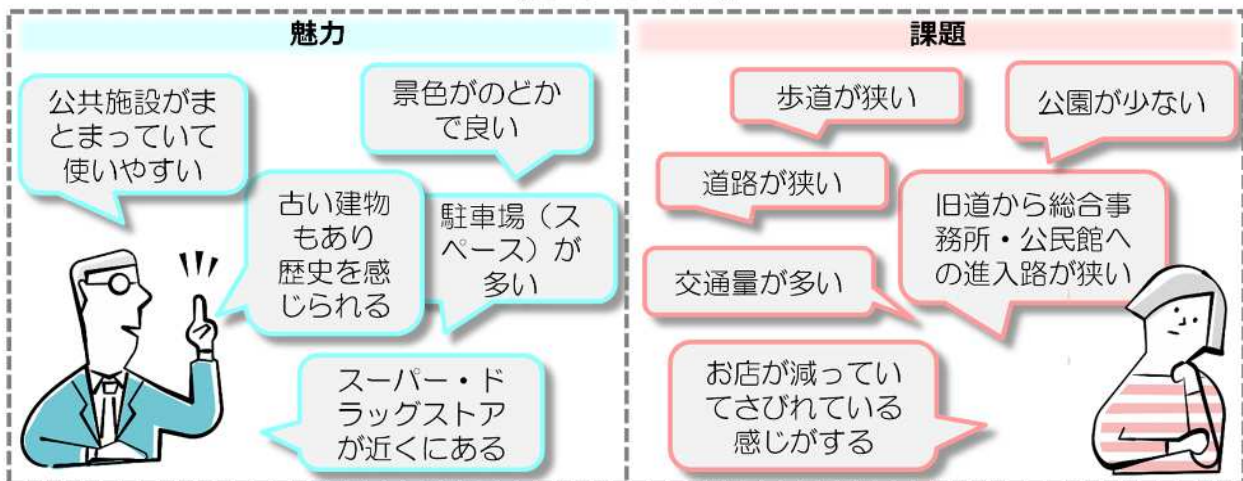 魅力
公共施設がま
とまっていて
使いやすい
景色がのどか
で良い
古い建物
もあり
歴史を感
じられる
駐車場（ス
ペース）が
多い
スーパー・ド
ラッグストア
が近くにある
課題
歩道が狭い
公園が少ない
道路が狭い
旧道から総合事
務所・公民館へ
の進入路が狭い
交通量が多い
お店が減ってい
てさびれている
感じがする